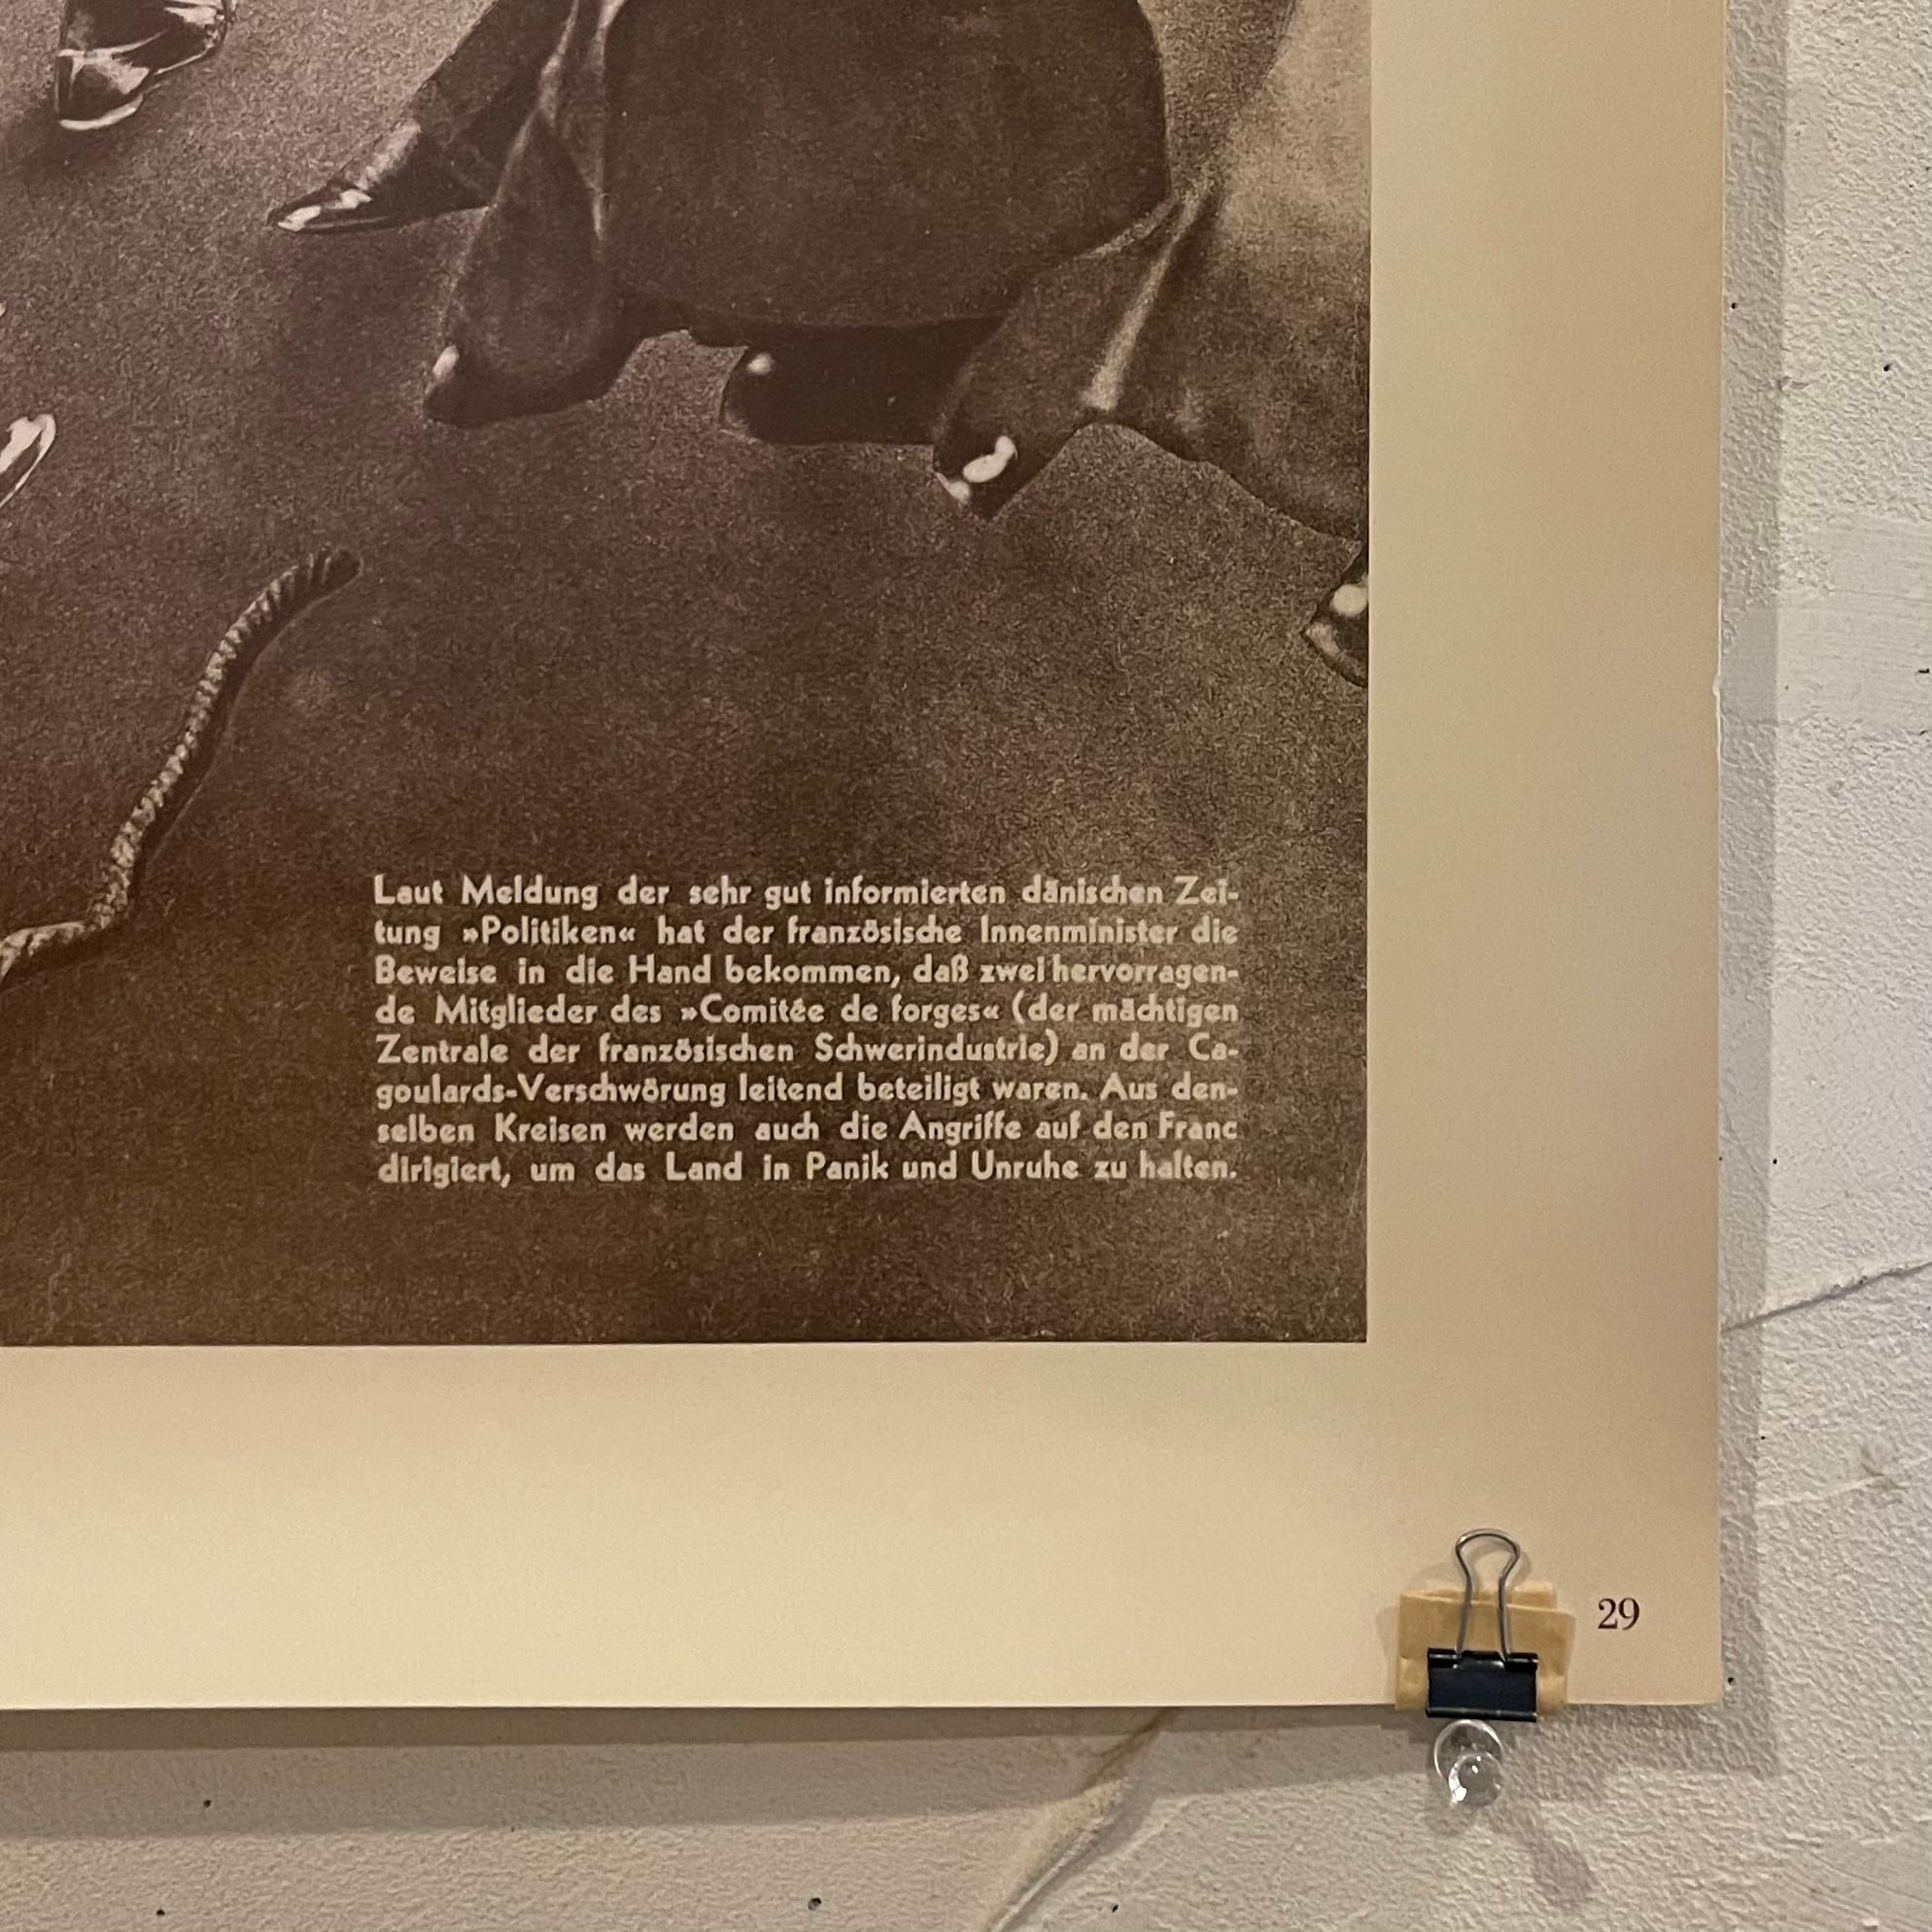 Laut Meldung der sehr gut informierten dänischen Zei-
tung »Politiken« hat der französische Innenminister die
Beweise in die Hand bekommen, daß zwei hervorragen-
de Mitglieder des »Comitée de forges« (der mächtigen
Zentrale der französischen Schwerindustrie) an der Ca-
goulards-Verschwörung leitend beteiligt waren. Aus den-
selben Kreisen werden auch die Angriffe auf den Franc
dirigiert, um das Land in Panik und Unruhe zu halten.
29